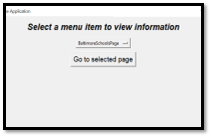 e Application
Select a menu item to view information
BaltimoreSchoolsPage
Go to selected page